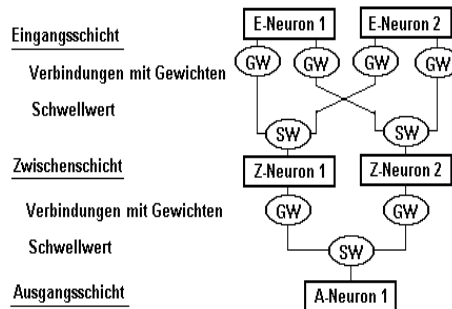 E-Neuron 1 E-Neuron 2
Eingangsschicht
GW GW GW GW
Verbindungen mit Gewichten
Schwellwert
SW SW
Zwischenschicht Z-Neuron 1 Z-Neuron 2
Verbindungen mit Gewichten GW GW
Schwellwert SW
Ausgangsschicht A-Neuron 1